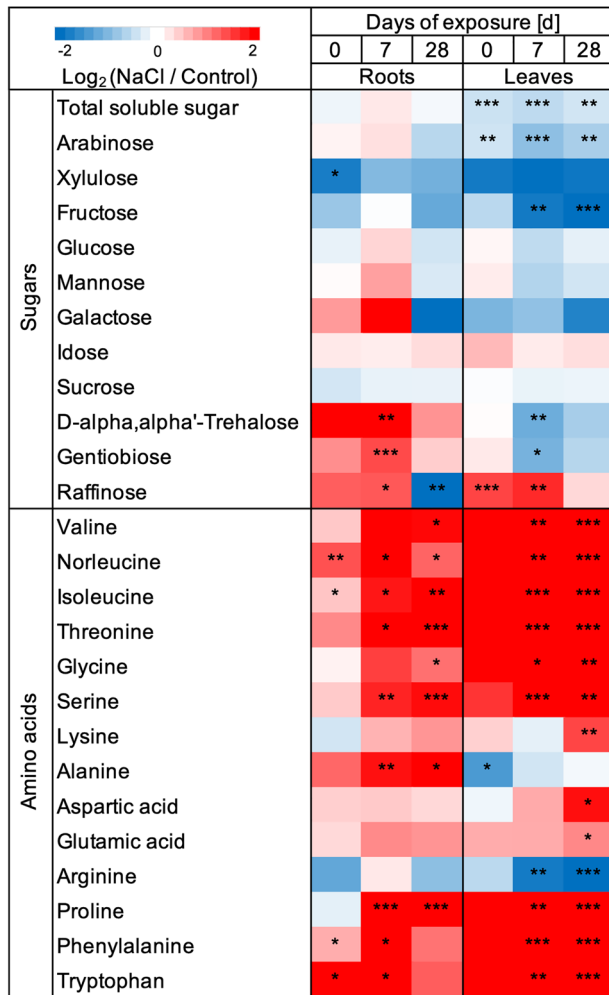 Days of exposure [d]
-2 0 2 0 7 28 0 7 28
Log₂ (NaCl / Control) Roots Leaves
Sugars
Total soluble sugar *** *** **
Arabinose ** *** **
Xylulose *
Fructose ** ***
Glucose
Mannose
Galactose
Idose
Sucrose
D-alpha,alpha'-Trehalose ** **
Gentiobiose *** *
Raffinose * ** *** **
Amino acids
Valine * ** ***
Norleucine ** * * ** ***
Isoleucine * * ** *** ***
Threonine * *** *** ***
Glycine * * **
Serine ** *** *** **
Lysine **
Alanine ** * *
Aspartic acid *
Glutamic acid *
Arginine ** ***
Proline *** *** ** ***
Phenylalanine * * *** ***
Tryptophan * * ** ***